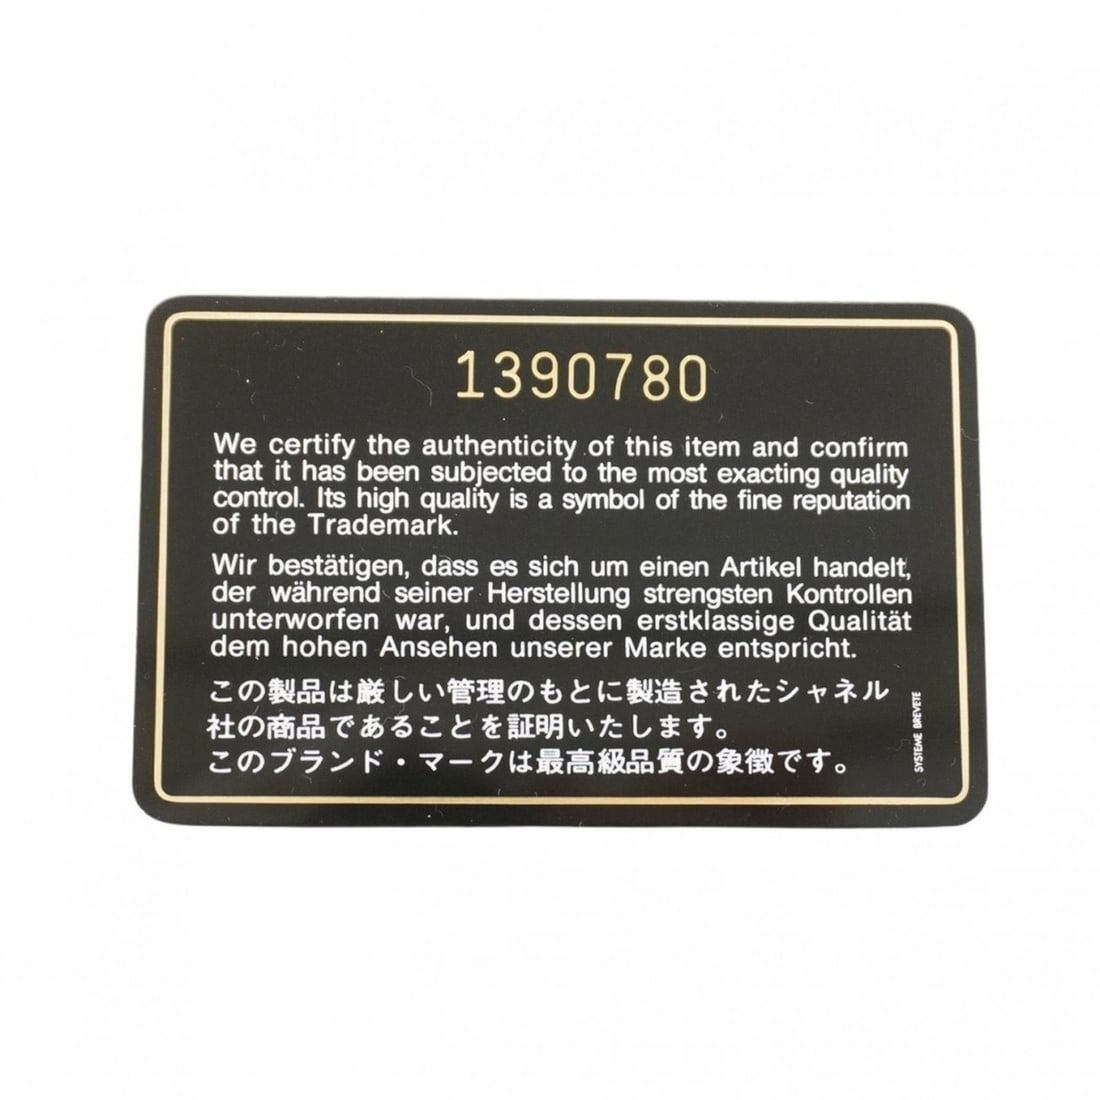 1390780
We certify the authenticity of this item and confirm
that it has been subjected to the most exacting quality
control. Its high quality is a symbol of the fine reputation
of the Trademark.
Wir bestätigen, dass es sich um einen Artikel handelt,
der während seiner Herstellung strengsten Kontrollen
unterworfen war, und dessen erstklassige Qualität
dem hohen Ansehen unserer Marke entspricht.
この製品は厳しい管理のもとに製造されたシャネル
社の商品であることを証明いたします。
このブランド・マークは最高級品質の象徴です。
SYSTEME BREVETE